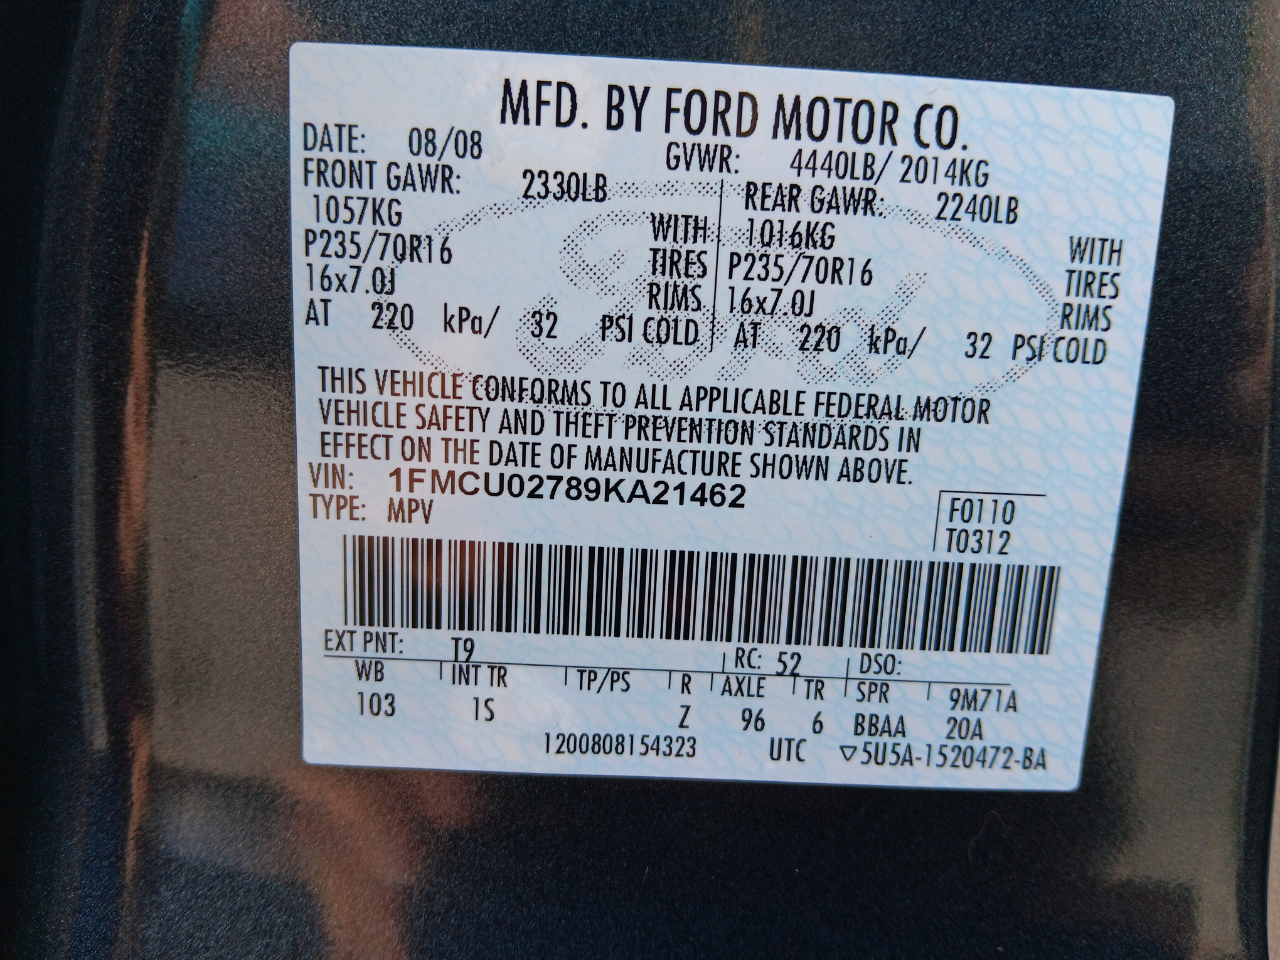 MFD. BY FORD MOTOR CO.
DATE: 08/08 GVWR: 4440LB/ 2014KG
FRONT GAWR: 2330LB REAR GAWR: 2240LB
1057KG WITH 1016KG WITH
P235/70R16 TIRES P235/70R16 TIRES
16x7.0J RIMS 16x7.0J RIMS
AT 220 kPa/ 32 PSI COLD AT 220 kPa/ 32 PSI COLD
Ford
THIS VEHICLE CONFORMS TO ALL APPLICABLE FEDERAL MOTOR
VEHICLE SAFETY AND THEFT PREVENTION STANDARDS IN
EFFECT ON THE DATE OF MANUFACTURE SHOWN ABOVE.
VIN: 1FMCU02789KA21462
TYPE: MPV
F0110
T0312
EXT PNT: T9 RC: 52 DSO:
WB INT TR TP/PS R AXLE TR SPR 9M71A
103 1S Z 96 6 BBAA 20A
1200808154323 UTC ▽5U5A-1520472-BA